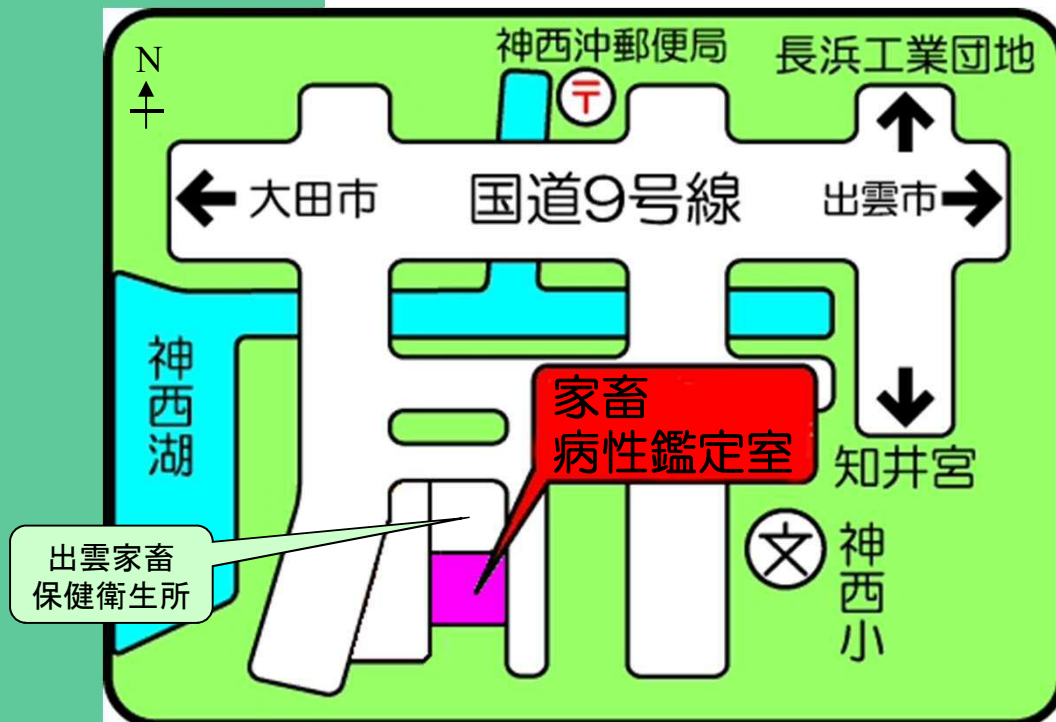 N
神西沖郵便局
〒
長浜工業団地
大田市
国道9号線
出雲市
神西湖
家畜
病性鑑定室
知井宮
出雲家畜
保健衛生所
文
神西小